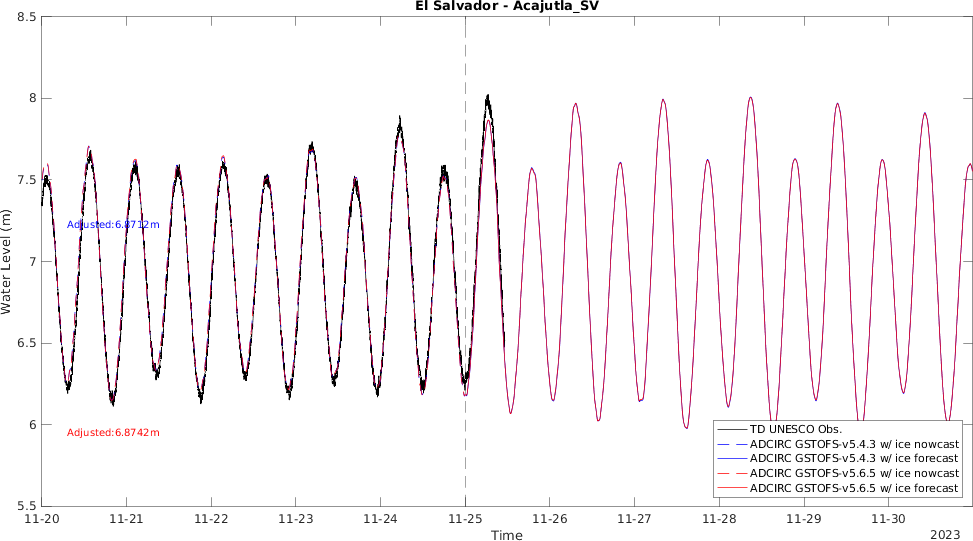 El Salvador - Acajutla_SV
8.5
8
7.5
7
6.5
6
5.5
Water Level (m)
Adjusted:6.8712m
Adjusted:6.8742m
TD UNESCO Obs.
ADCIRC GSTOFS-v5.4.3 w/ ice nowcast
ADCIRC GSTOFS-v5.4.3 w/ ice forecast
ADCIRC GSTOFS-v5.6.5 w/ ice nowcast
ADCIRC GSTOFS-v5.6.5 w/ ice forecast
11-20 11-21 11-22 11-23 11-24 11-25 11-26 11-27 11-28 11-29 11-30
Time
2023